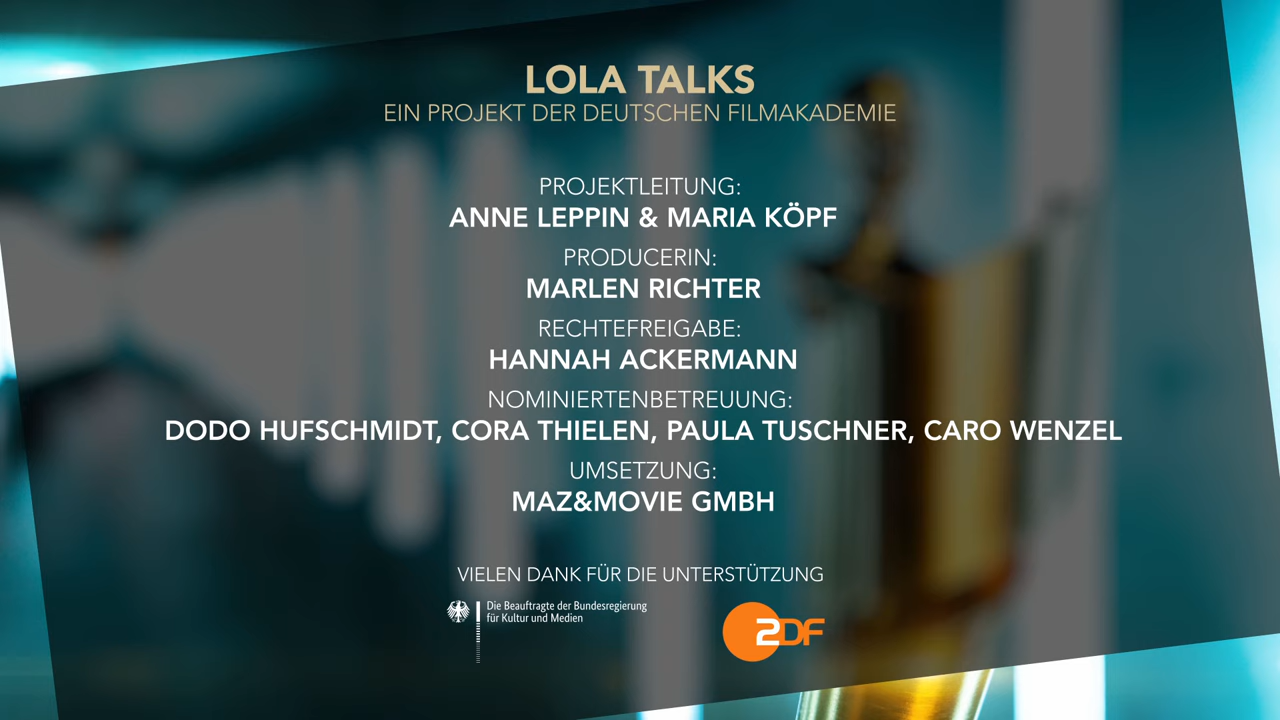 LOLA TALKS
EIN PROJEKT DER DEUTSCHEN FILMAKADEMIE
PROJEKTLEITUNG:
ANNE LEPPIN & MARIA KÖPF
PRODUCERIN:
MARLEN RICHTER
RECHTEFREIGABE:
HANNAH ACKERMANN
NOMINIERTENBETREUUNG:
DODO HUFSCHMIDT, CORA THIELEN, PAULA TUSCHNER, CARO WENZEL
UMSETZUNG:
MAZ&MOVIE GMBH
VIELEN DANK FÜR DIE UNTERSTÜTZUNG
Die Beauftragte der Bundesregierung
für Kultur und Medien
ZDF